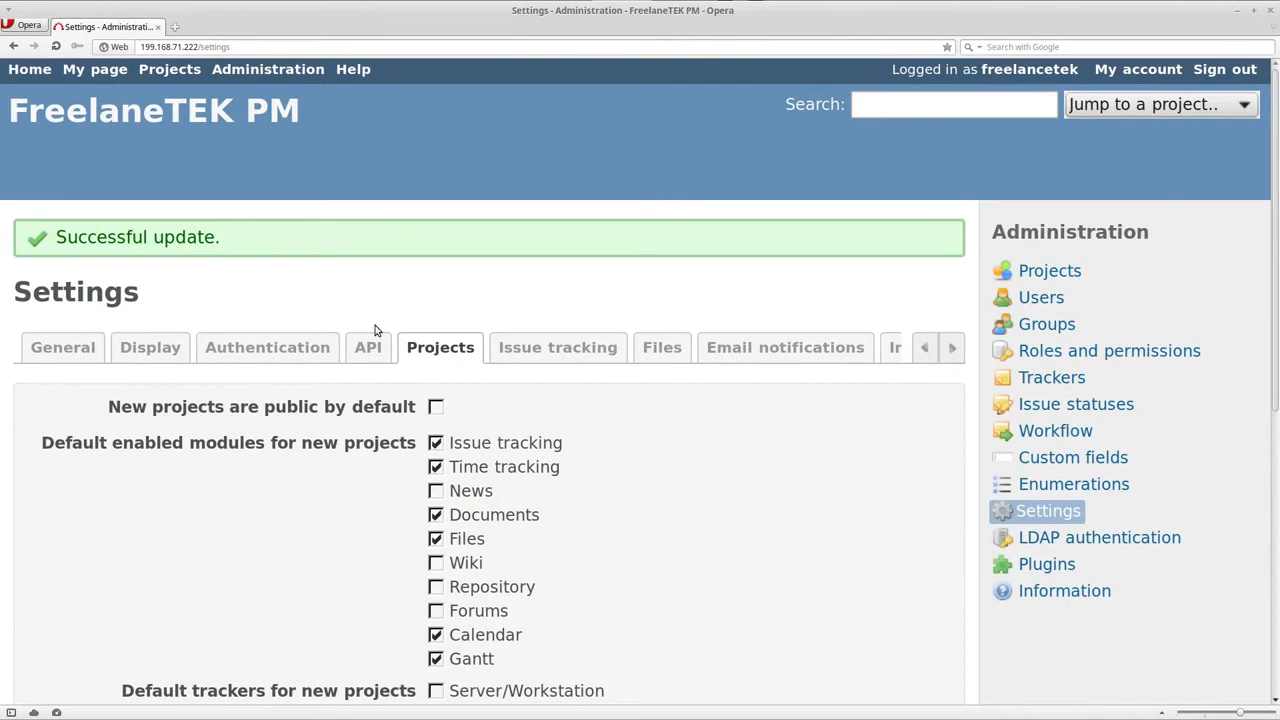 Settings - Administration - FreelaneTEK PM - Opera
Opera
Settings - Administrati...
Web
199.168.71.222/settings
Search with Google
Home My page Projects Administration Help
Logged in as freelancetek My account Sign out
FreelaneTEK PM
Search:
Jump to a project..
Successful update.
Settings
General Display Authentication API Projects Issue tracking Files Email notifications
New projects are public by default
Default enabled modules for new projects
Issue tracking
Time tracking
News
Documents
Files
Wiki
Repository
Forums
Calendar
Gantt
Default trackers for new projects
Server/Workstation
Administration
Projects
Users
Groups
Roles and permissions
Trackers
Issue statuses
Workflow
Custom fields
Enumerations
Settings
LDAP authentication
Plugins
Information